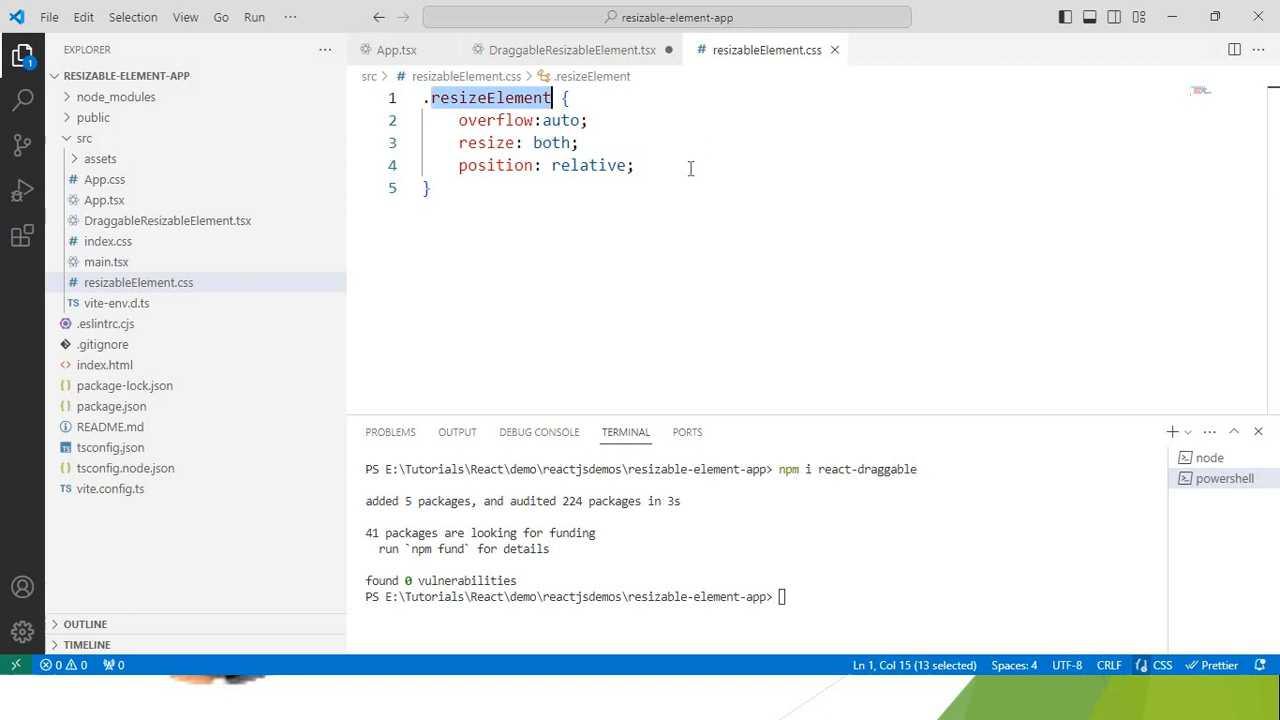 File Edit Selection View Go Run ···
resizable-element-app
EXPLORER ···
RESIZABLE-ELEMENT-APP
node_modules
public
src
assets
App.css
App.tsx
DraggableResizableElement.tsx
index.css
main.tsx
resizableElement.css
TS vite-env.d.ts
.eslintrc.cjs
.gitignore
index.html
package-lock.json
package.json
README.md
tsconfig.json
tsconfig.node.json
vite.config.ts
OUTLINE
TIMELINE
1
App.tsx DraggableResizableElement.tsx # resizableElement.css
src > # resizableElement.css > .resizeElement
1 .resizeElement {
2 overflow:auto;
3 resize: both;
4 position: relative;
5 }
PROBLEMS OUTPUT DEBUG CONSOLE TERMINAL PORTS
PS E:\Tutorials\React\demo\reactjsdemos\resizable-element-app> npm i react-draggable
added 5 packages, and audited 224 packages in 3s
41 packages are looking for funding
run `npm fund` for details
found 0 vulnerabilities
PS E:\Tutorials\React\demo\reactjsdemos\resizable-element-app>
node
powershell
0 0 0 Ln 1, Col 15 (13 selected) Spaces: 4 UTF-8 CRLF CSS Prettier